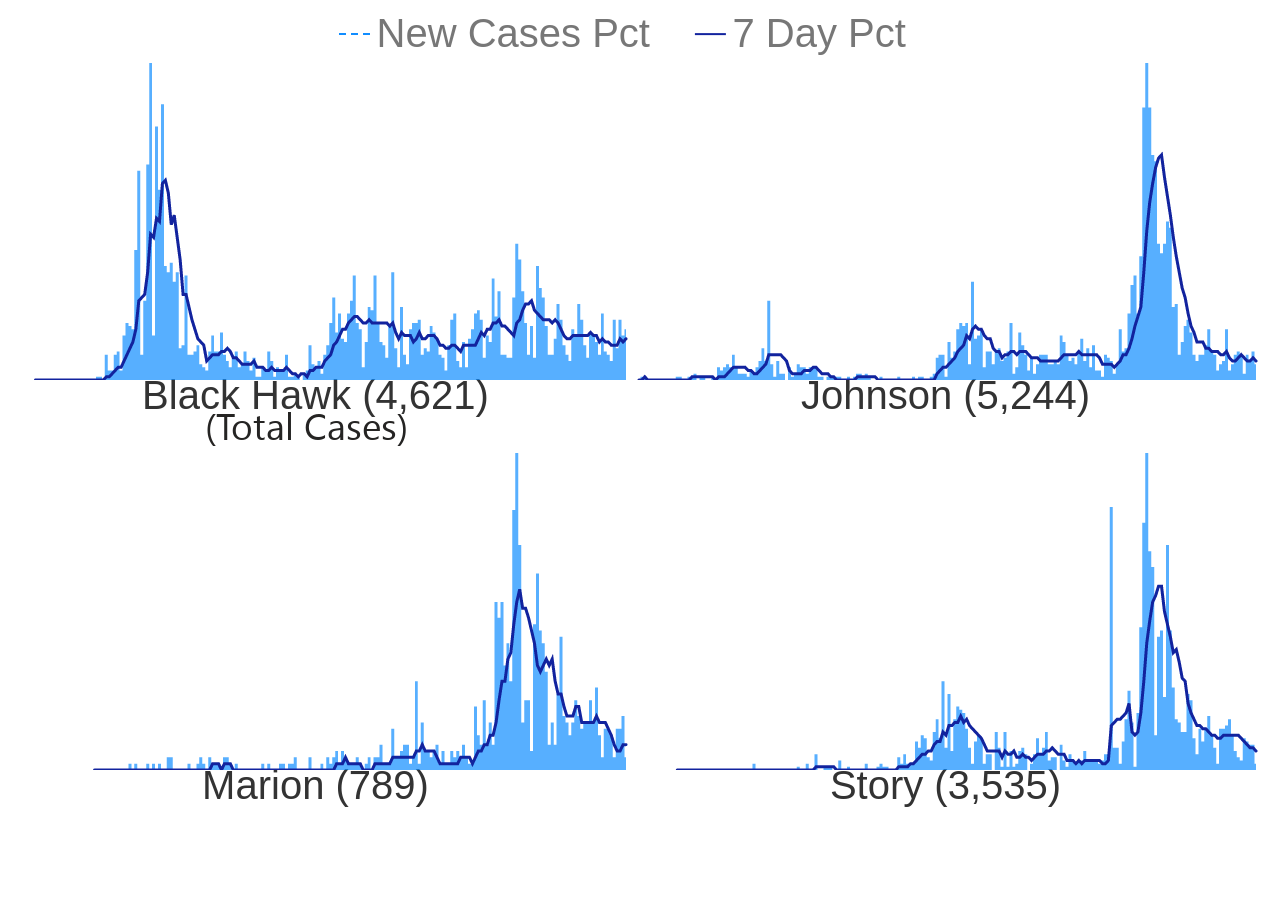 New Cases Pct 7 Day Pct
Black Hawk (4,621)
(Total Cases)
Johnson (5,244)
Marion (789)
Story (3,535)